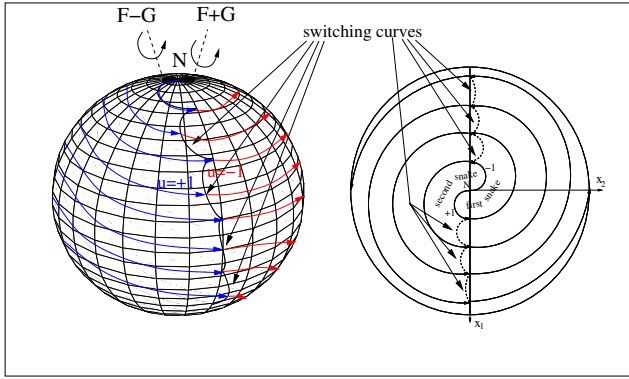 F−G F+G
N
switching curves
u=+1
u=−1
x2
x1
second
snake
−1
N
+1
first
snake